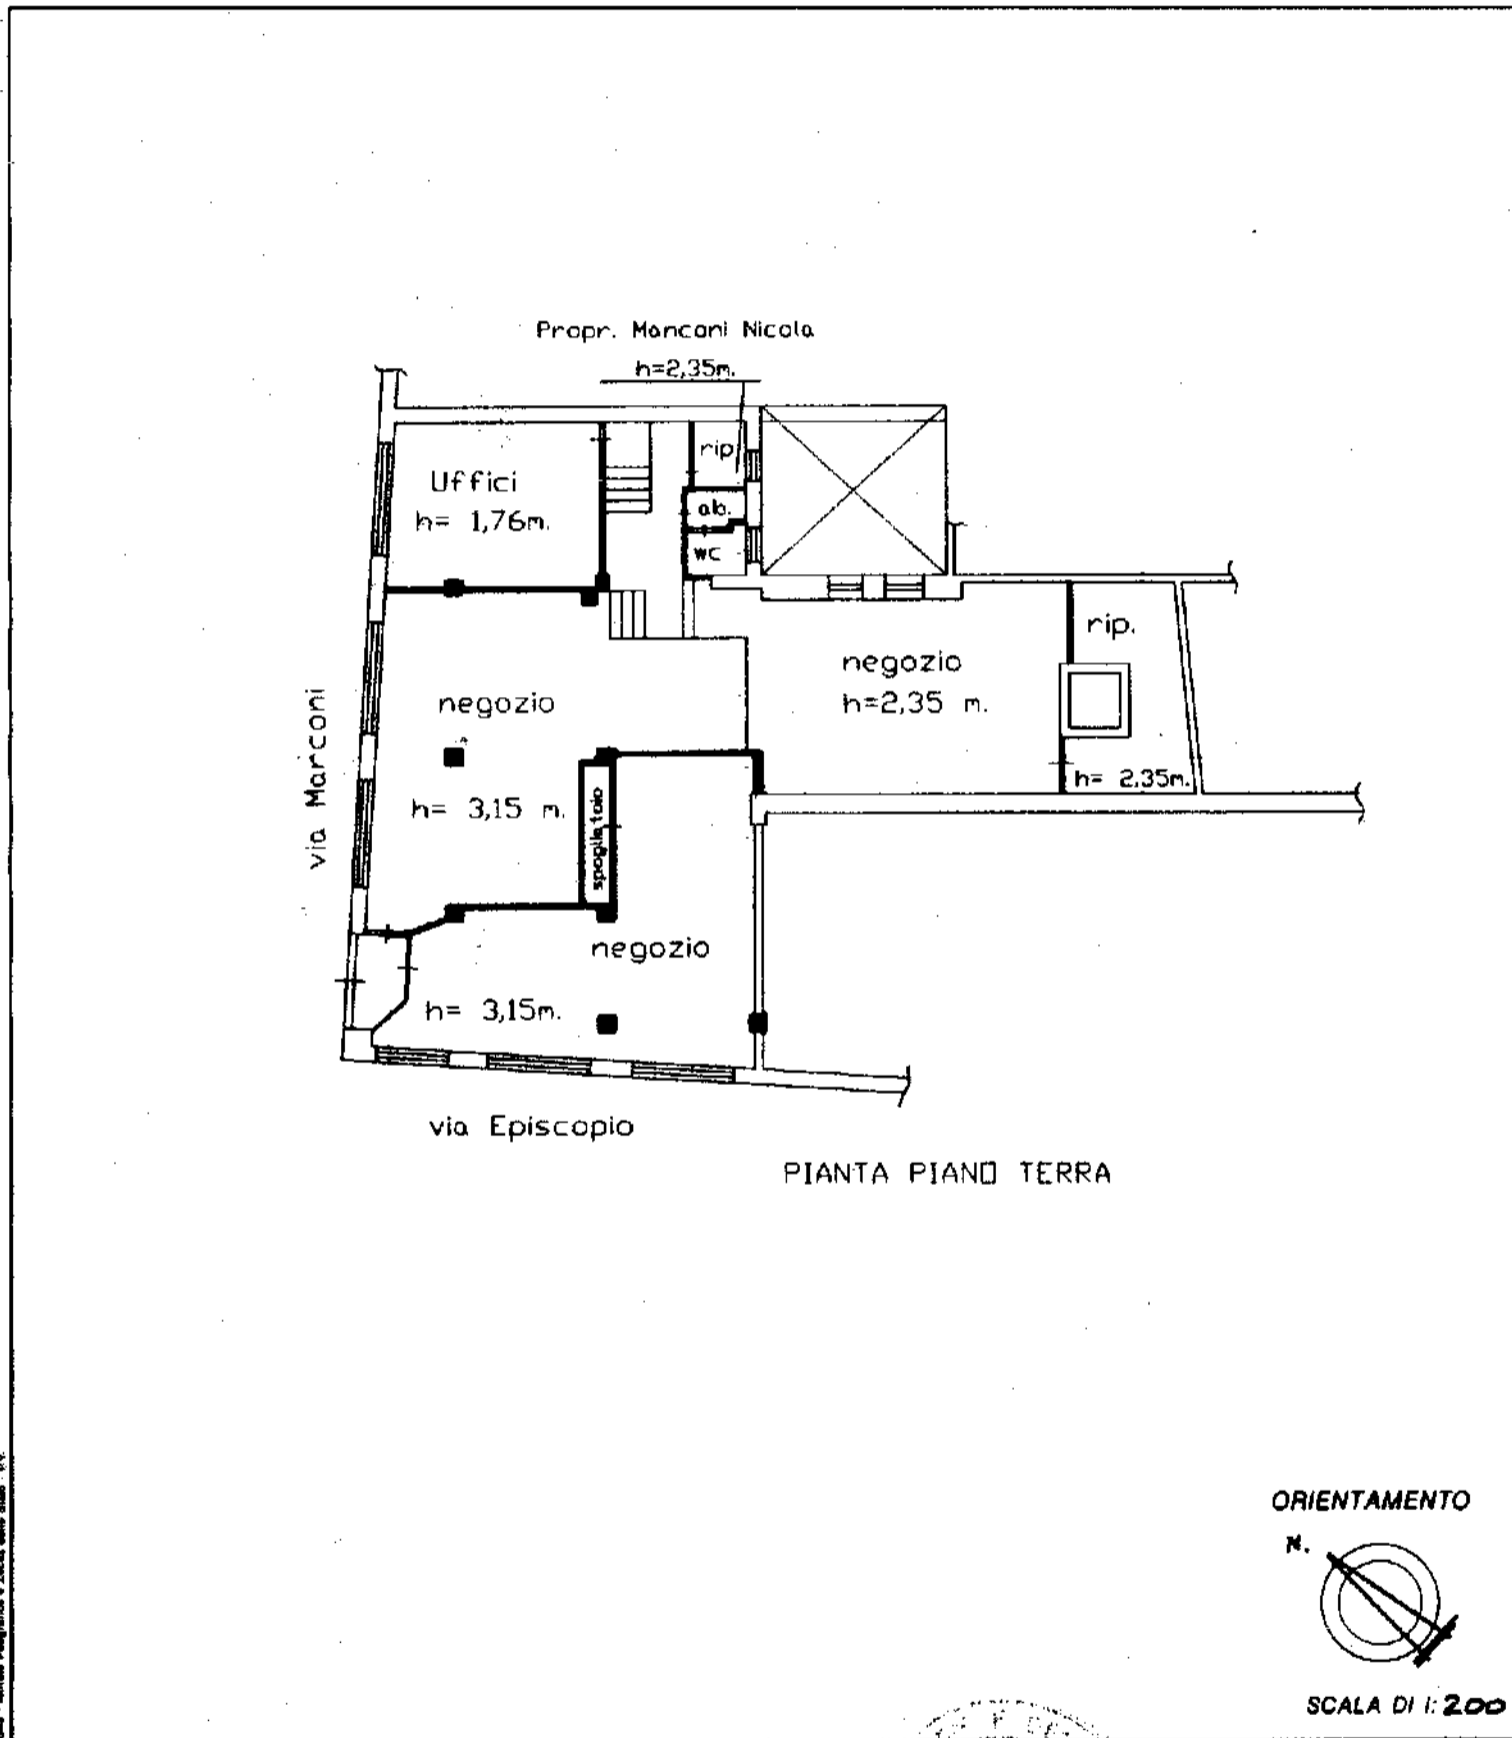 Propr. Manconi Nicola
h=2,35m.
rip.
Uffici
h= 1,76m.
ab.
wc
rip.
negozio
h=2,35 m.
negozio
via Marconi
h= 2,35m.
h= 3,15 m.
spogliatoio
negozio
h= 3,15m.
via Episcopio
PIANTA PIANO TERRA
ORIENTAMENTO
N.
SCALA DI 1: 200